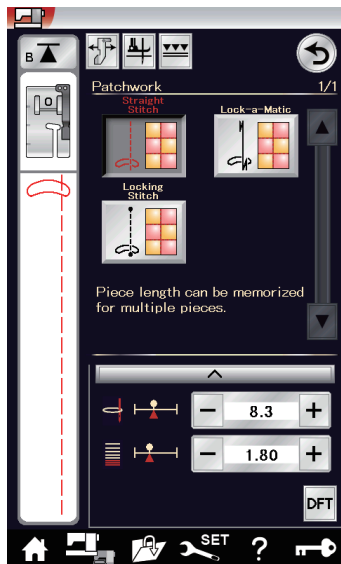 B
Patchwork 1/1
Straight
Stitch
Lock-a-Matic
Locking
Stitch
Piece length can be memorized
for multiple pieces.
− 8.3 +
− 1.80 +
DFT
SET ?